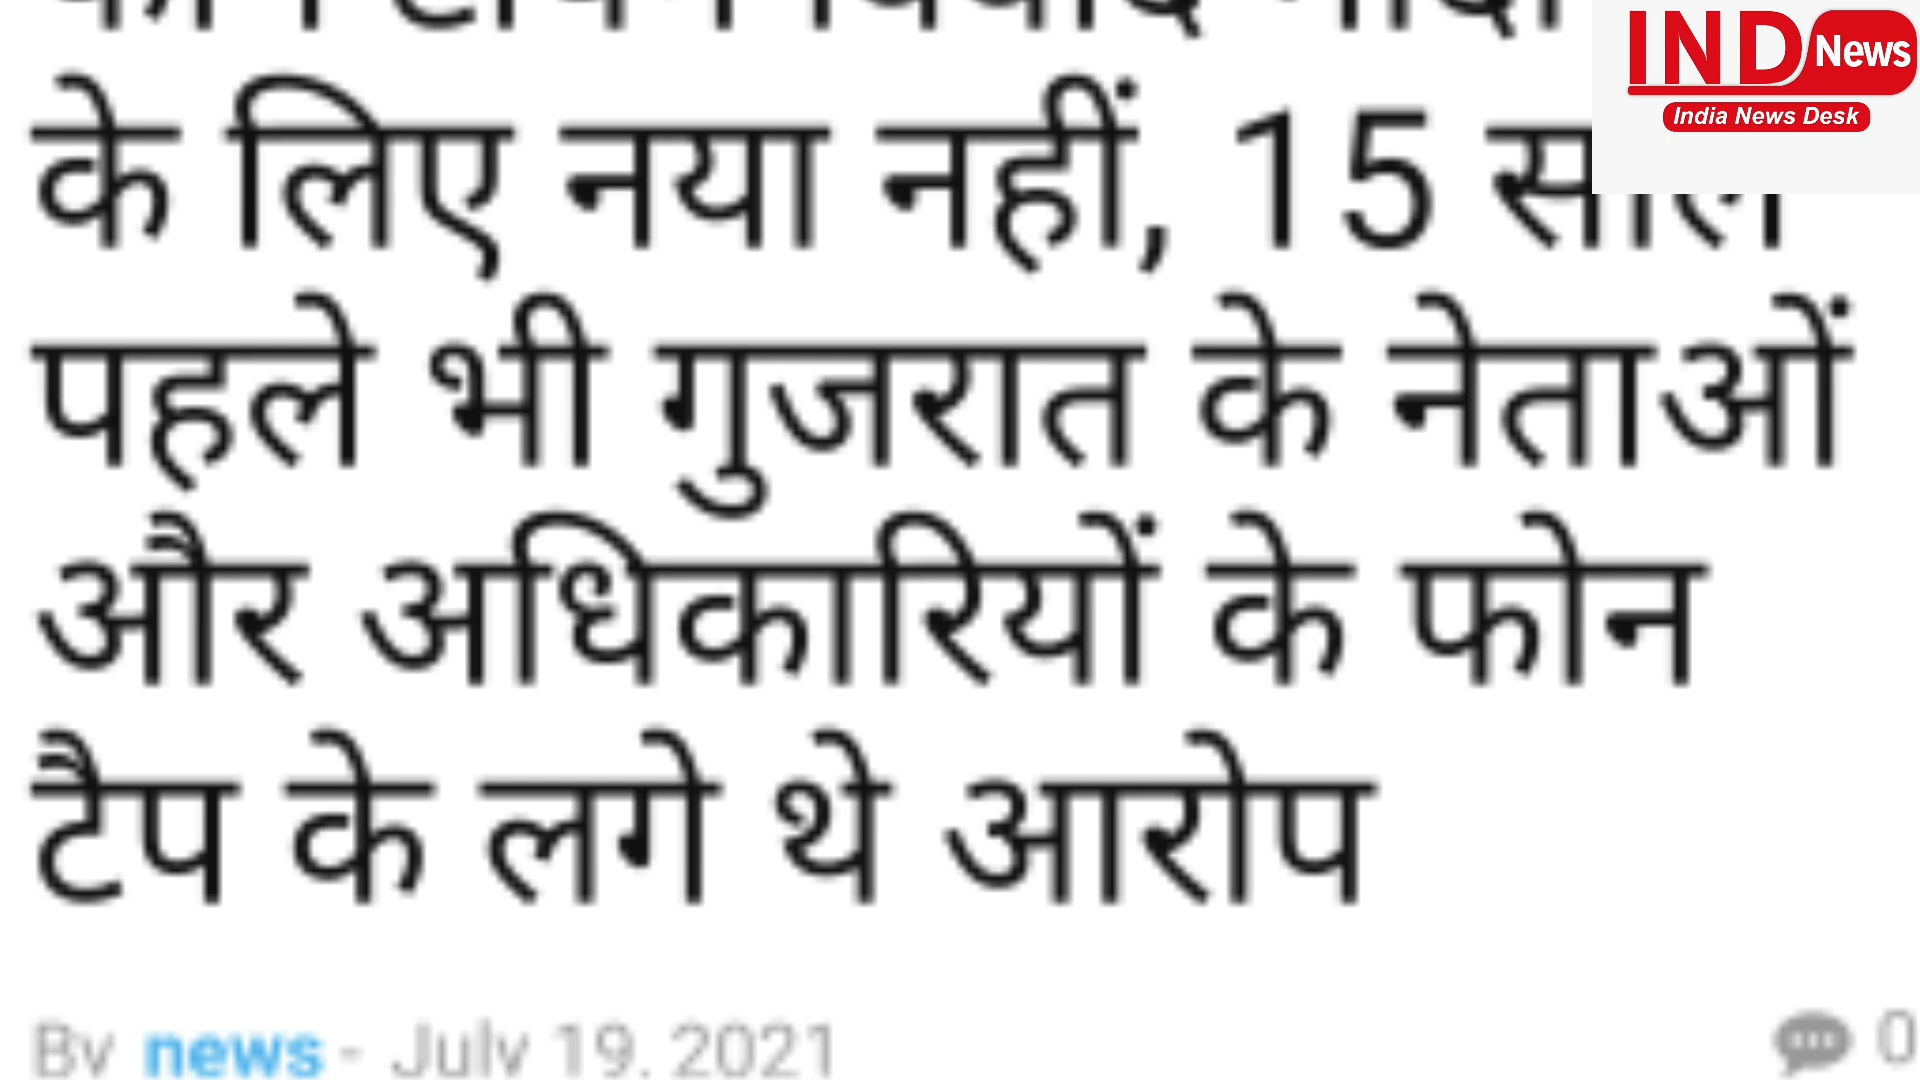 IND News
India News Desk
के लिए नया नहीं, 15 साल
पहले भी गुजरात के नेताओं
और अधिकारियों के फोन
टैप के लगे थे आरोप
By news - July 19, 2021
0